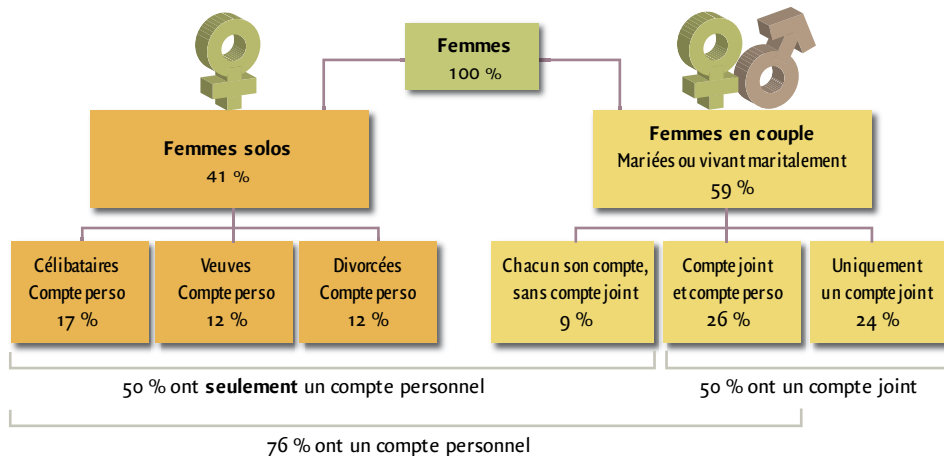 Femmes
100 %
Femmes solos
41 %
Femmes en couple
Mariées ou vivant maritalement
59 %
Célibataires
Compte perso
17 %
Veuves
Compte perso
12 %
Divorcées
Compte perso
12 %
Chacun son compte,
sans compte joint
9 %
Compte joint
et compte perso
26 %
Uniquement
un compte joint
24 %
50 % ont seulement un compte personnel
50 % ont un compte joint
76 % ont un compte personnel